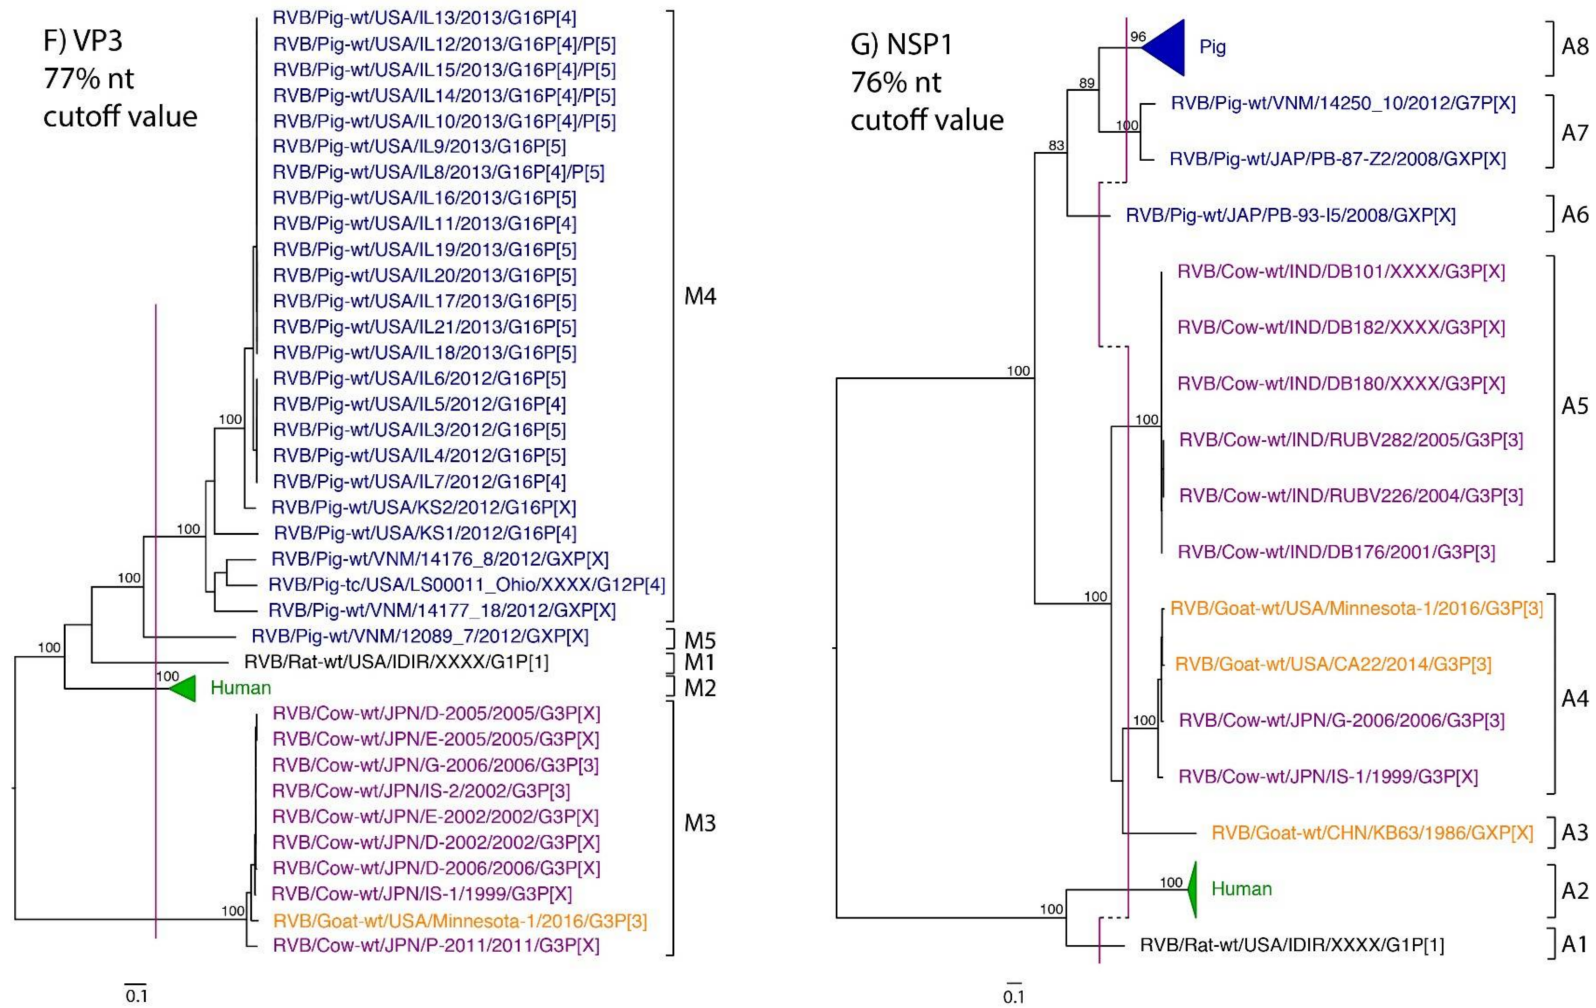 F) VP3
77% nt
cutoff value
RVB/Pig-wt/USA/IL13/2013/G16P[4]
RVB/Pig-wt/USA/IL12/2013/G16P[4]/P[5]
RVB/Pig-wt/USA/IL15/2013/G16P[4]/P[5]
RVB/Pig-wt/USA/IL14/2013/G16P[4]/P[5]
RVB/Pig-wt/USA/IL10/2013/G16P[4]/P[5]
RVB/Pig-wt/USA/IL9/2013/G16P[5]
RVB/Pig-wt/USA/IL8/2013/G16P[4]/P[5]
RVB/Pig-wt/USA/IL16/2013/G16P[5]
RVB/Pig-wt/USA/IL11/2013/G16P[4]
RVB/Pig-wt/USA/IL19/2013/G16P[5]
RVB/Pig-wt/USA/IL20/2013/G16P[5]
RVB/Pig-wt/USA/IL17/2013/G16P[5]
RVB/Pig-wt/USA/IL21/2013/G16P[5]
RVB/Pig-wt/USA/IL18/2013/G16P[5]
RVB/Pig-wt/USA/IL6/2012/G16P[5]
RVB/Pig-wt/USA/IL5/2012/G16P[4]
RVB/Pig-wt/USA/IL3/2012/G16P[5]
RVB/Pig-wt/USA/IL4/2012/G16P[5]
RVB/Pig-wt/USA/IL7/2012/G16P[4]
RVB/Pig-wt/USA/KS2/2012/G16P[X]
RVB/Pig-wt/USA/KS1/2012/G16P[4]
RVB/Pig-wt/VNM/14176_8/2012/GXP[X]
RVB/Pig-tc/USA/LS00011_Ohio/XXXX/G12P[4]
RVB/Pig-wt/VNM/14177_18/2012/GXP[X]
RVB/Pig-wt/VNM/12089_7/2012/GXP[X]
RVB/Rat-wt/USA/IDIR/XXXX/G1P[1]
Human
RVB/Cow-wt/JPN/D-2005/2005/G3P[X]
RVB/Cow-wt/JPN/E-2005/2005/G3P[X]
RVB/Cow-wt/JPN/G-2006/2006/G3P[3]
RVB/Cow-wt/JPN/IS-2/2002/G3P[3]
RVB/Cow-wt/JPN/E-2002/2002/G3P[X]
RVB/Cow-wt/JPN/D-2002/2002/G3P[X]
RVB/Cow-wt/JPN/D-2006/2006/G3P[X]
RVB/Cow-wt/JPN/IS-1/1999/G3P[X]
RVB/Goat-wt/USA/Minnesota-1/2016/G3P[3]
RVB/Cow-wt/JPN/P-2011/2011/G3P[X]
100
100
100
100
100
100
M4
M5
M1
M2
M3
0.1
G) NSP1
76% nt
cutoff value
96
Pig
89
RVB/Pig-wt/VNM/14250_10/2012/G7P[X]
100
83
RVB/Pig-wt/JAP/PB-87-Z2/2008/GXP[X]
RVB/Pig-wt/JAP/PB-93-I5/2008/GXP[X]
RVB/Cow-wt/IND/DB101/XXXX/G3P[X]
RVB/Cow-wt/IND/DB182/XXXX/G3P[X]
100
RVB/Cow-wt/IND/DB180/XXXX/G3P[X]
100
RVB/Cow-wt/IND/RUBV282/2005/G3P[3]
RVB/Cow-wt/IND/RUBV226/2004/G3P[3]
RVB/Cow-wt/IND/DB176/2001/G3P[3]
100
RVB/Goat-wt/USA/Minnesota-1/2016/G3P[3]
RVB/Goat-wt/USA/CA22/2014/G3P[3]
100
RVB/Cow-wt/JPN/G-2006/2006/G3P[3]
RVB/Cow-wt/JPN/IS-1/1999/G3P[X]
RVB/Goat-wt/CHN/KB63/1986/GXP[X]
100
Human
100
RVB/Rat-wt/USA/IDIR/XXXX/G1P[1]
A8
A7
A6
A5
A4
A3
A2
A1
0.1